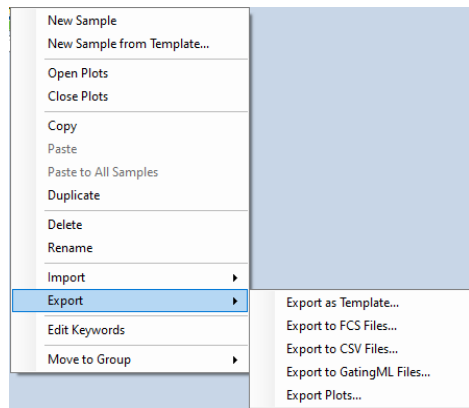 New Sample
New Sample from Template...
Open Plots
Close Plots
Copy
Paste
Paste to All Samples
Duplicate
Delete
Rename
Import
Export
Edit Keywords
Move to Group
Export as Template...
Export to FCS Files...
Export to CSV Files...
Export to GatingML Files...
Export Plots...